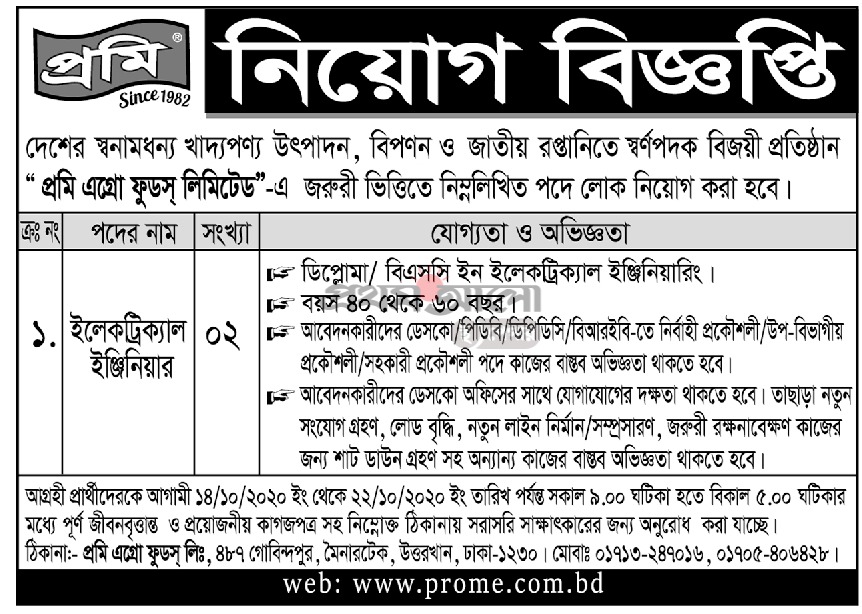 প্রমি®
Since 1982
নিয়োগ বিজ্ঞপ্তি
দেশের স্বনামধন্য খাদ্যপণ্য উৎপাদন, বিপণন ও জাতীয় রপ্তানিতে স্বর্ণপদক বিজয়ী প্রতিষ্ঠান
“ প্রমি এগ্রো ফুডস্ লিমিটেড”-এ জরুরী ভিত্তিতে নিম্নলিখিত পদে লোক নিয়োগ করা হবে।
ক্রঃ নং পদের নাম সংখ্যা যোগ্যতা ও অভিজ্ঞতা
১. ইলেকট্রিক্যাল ইঞ্জিনিয়ার ০২
☞ ডিপ্লোমা/ বিএসসি ইন ইলেকট্রিক্যাল ইঞ্জিনিয়ারিং।
প্রথম আলো
☞ বয়স ৪০ থেকে ৬০ বছর।
☞ আবেদনকারীদের ডেসকো/পিডিবি/ডিপিডিসি/বিআরইবি-তে নির্বাহী প্রকৌশলী/উপ-বিভাগীয়
প্রকৌশলী/সহকারী প্রকৌশলী পদে কাজের বাস্তব অভিজ্ঞতা থাকতে হবে।
☞ আবেদনকারীদের ডেসকো অফিসের সাথে যোগাযোগের দক্ষতা থাকতে হবে। তাছাড়া নতুন
সংযোগ গ্রহণ, লোড বৃদ্ধি, নতুন লাইন নির্মান/সম্প্রসারণ, জরুরী রক্ষনাবেক্ষণ কাজের
জন্য শাট ডাউন গ্রহণ সহ অন্যান্য কাজের বাস্তব অভিজ্ঞতা থাকতে হবে।
আগ্রহী প্রার্থীদেরকে আগামী ১৪/১০/২০২০ ইং থেকে ২২/১০/২০২০ ইং তারিখ পর্যন্ত সকাল ৯.০০ ঘটিকা হতে বিকাল ৫.০০ ঘটিকার
মধ্যে পূর্ণ জীবনবৃত্তান্ত ও প্রয়োজনীয় কাগজপত্র সহ নিম্নোক্ত ঠিকানায় সরাসরি সাক্ষাৎকারের জন্য অনুরোধ করা যাচ্ছে।
ঠিকানা:- প্রমি এগ্রো ফুডস্ লিঃ, ৪৮৭ গোবিন্দপুর, মৈনারটেক, উত্তরখান, ঢাকা-১২৩০। মোবাঃ ০১৭১৩-২৪৭০১৬, ০১৭০৫-৪০৬৪২৮।
web: www.prome.com.bd